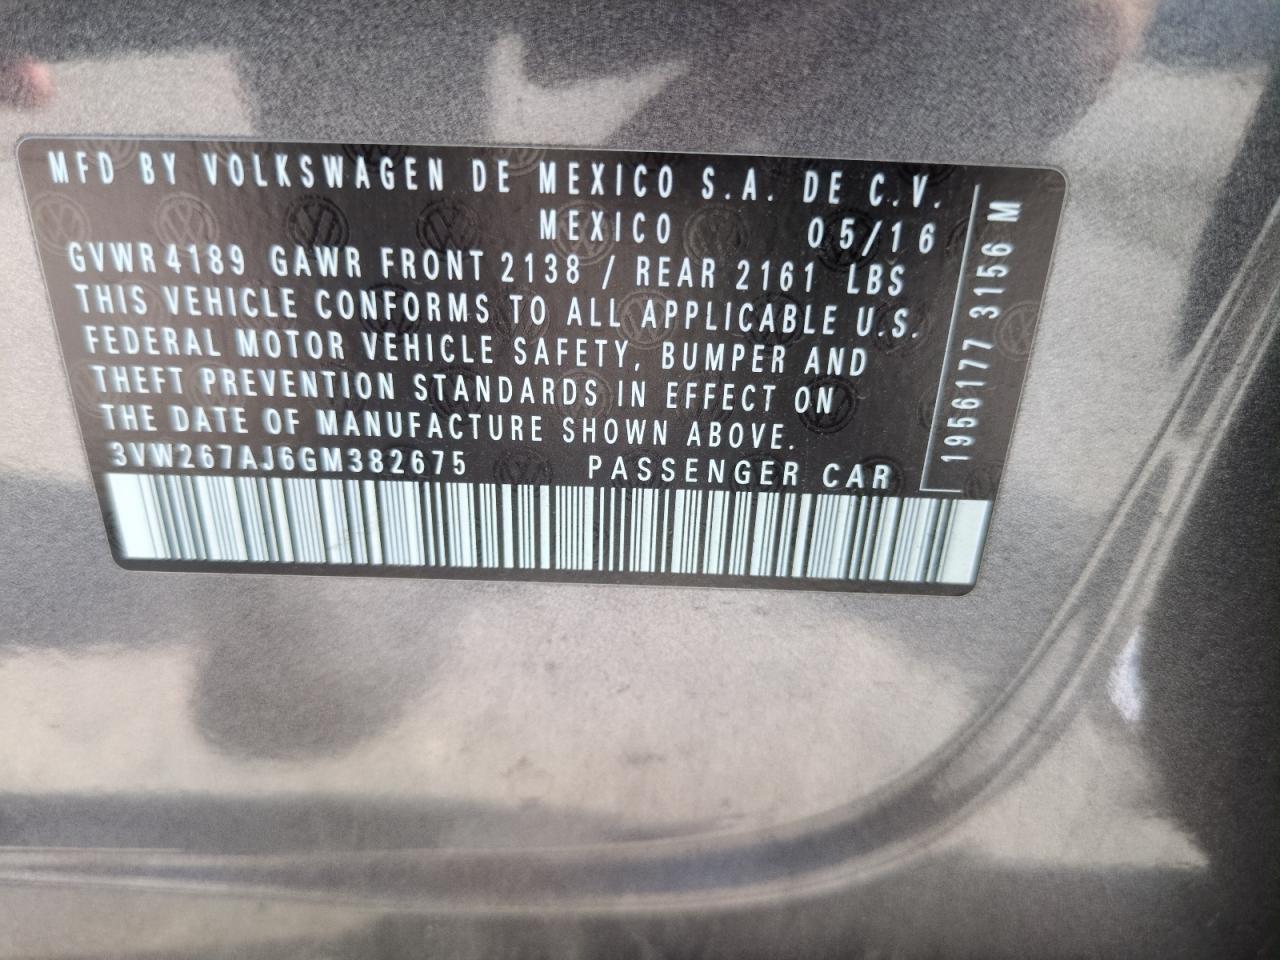 MFD BY VOLKSWAGEN DE MEXICO S.A. DE C.V.
MEXICO 05/16
GVWR 4189 GAWR FRONT 2138 / REAR 2161 LBS
THIS VEHICLE CONFORMS TO ALL APPLICABLE U.S.
FEDERAL MOTOR VEHICLE SAFETY, BUMPER AND
THEFT PREVENTION STANDARDS IN EFFECT ON
THE DATE OF MANUFACTURE SHOWN ABOVE.
3VW267AJ6GM382675 PASSENGER CAR
1956177 3156 M